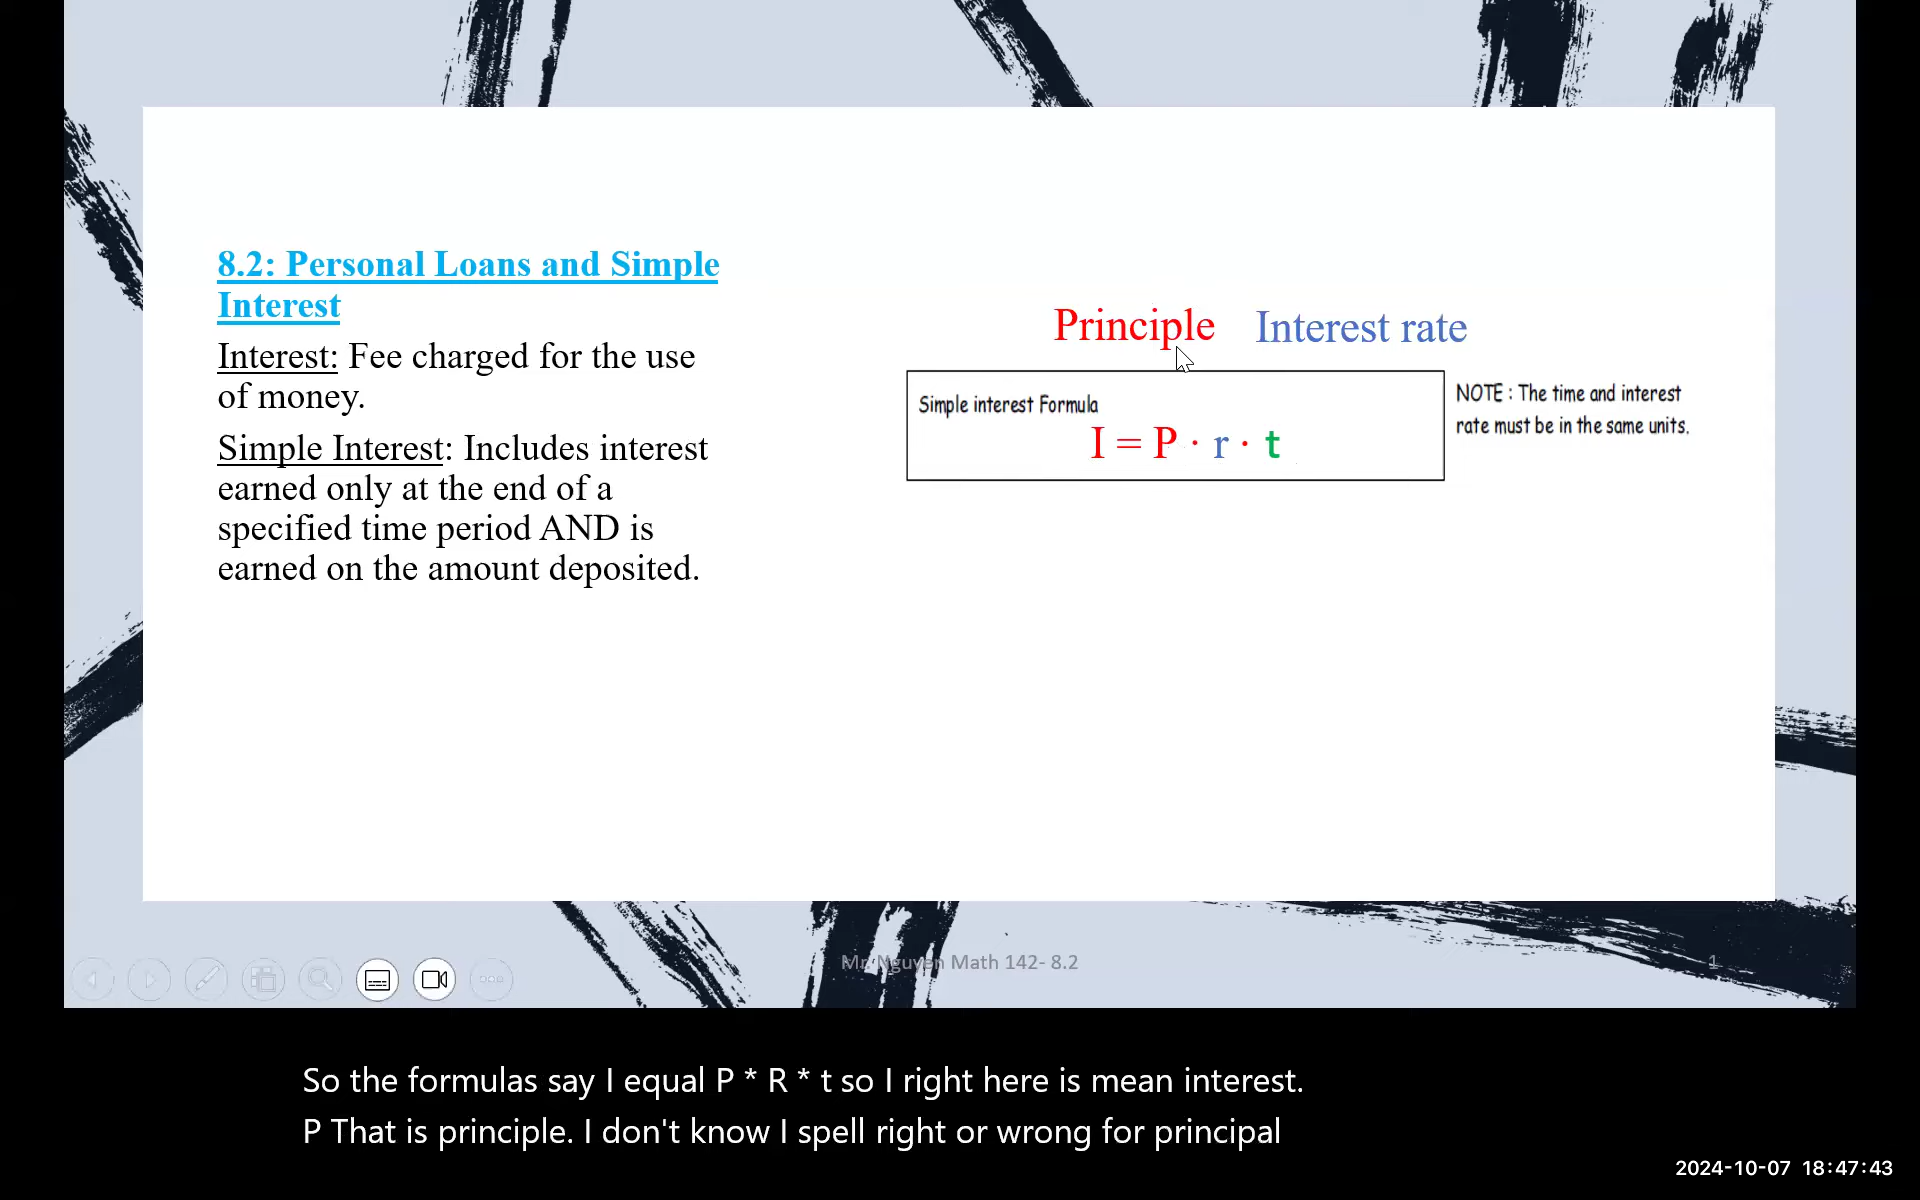 8.2: Personal Loans and Simple
Interest
Interest: Fee charged for the use
of money.
Simple Interest: Includes interest
earned only at the end of a
specified time period AND is
earned on the amount deposited.
Principle Interest rate
Simple interest Formula
I = P · r · t
NOTE : The time and interest
rate must be in the same units.
Mr. Nguyen Math 142- 8.2
1
So the formulas say I equal P * R * t so I right here is mean interest.
P That is principle. I don't know I spell right or wrong for principal
2024-10-07 18:47:43